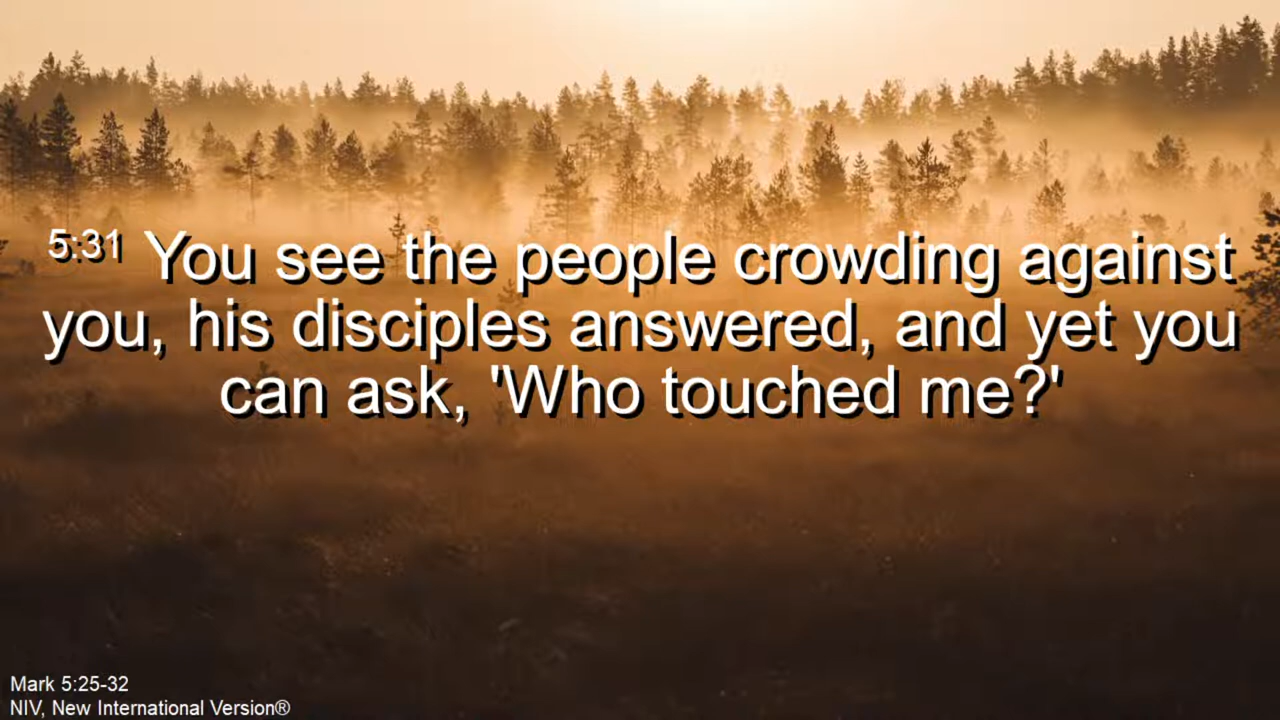 5:31 You see the people crowding against
you, his disciples answered, and yet you
can ask, 'Who touched me?'
Mark 5:25-32
NIV, New International Version®